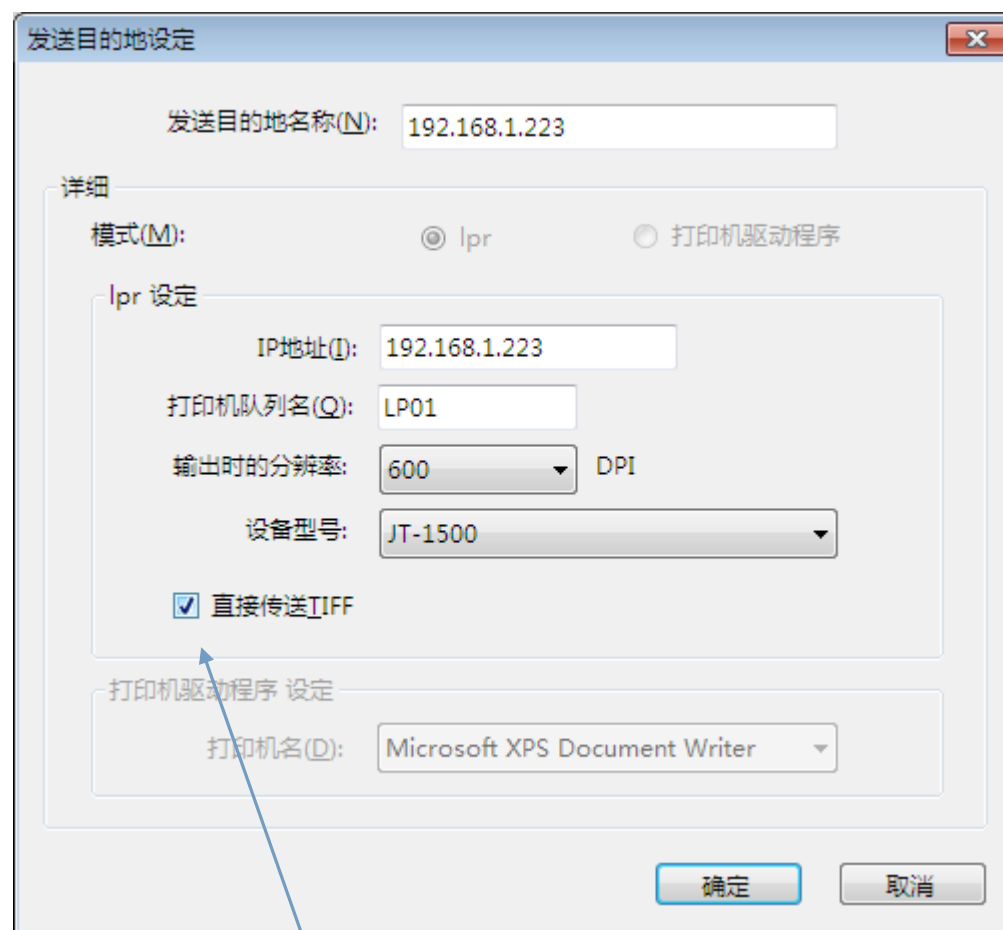 发送目的地设定
发送目的地名称(N): 192.168.1.223
详细
模式(M): lpr 打印机驱动程序
lpr 设定
IP地址(I): 192.168.1.223
打印机队列名(Q): LP01
输出时的分辨率: 600 DPI
设备型号: JT-1500
直接传送TIFF
打印机驱动程序 设定
打印机名(D): Microsoft XPS Document Writer
确定 取消